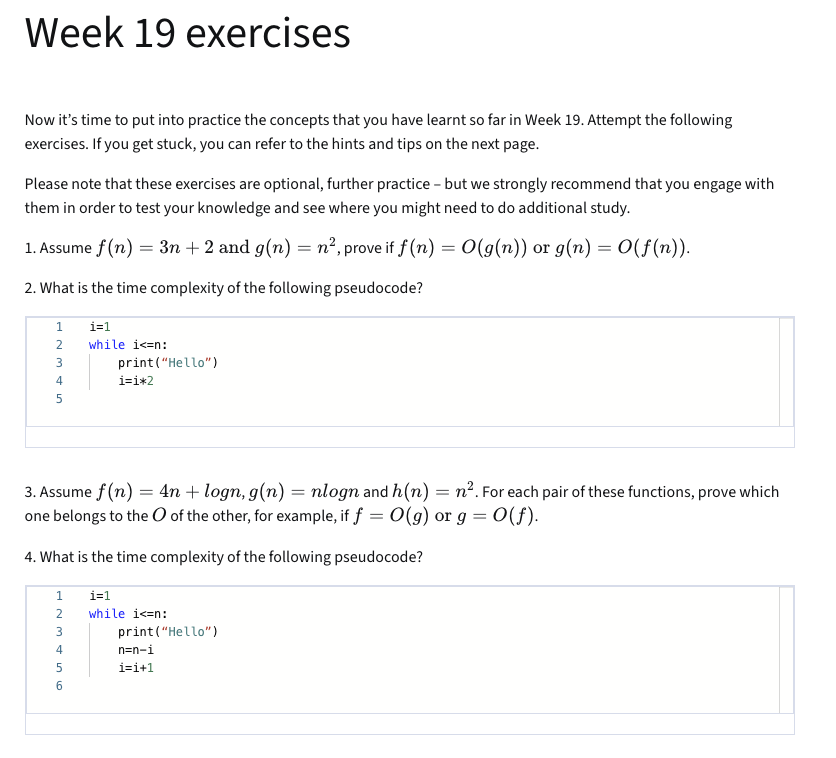 Week 19 exercises
Now it’s time to put into practice the concepts that you have learnt so far in Week 19. Attempt the following
exercises. If you get stuck, you can refer to the hints and tips on the next page.
Please note that these exercises are optional, further practice – but we strongly recommend that you engage with
them in order to test your knowledge and see where you might need to do additional study.
1. Assume f(n) = 3n + 2 and g(n) = n², prove if f(n) = O(g(n)) or g(n) = O(f(n)).
2. What is the time complexity of the following pseudocode?
1 i=1
2 while i<=n:
3 print(“Hello”)
4 i=i*2
5
3. Assume f(n) = 4n + logn, g(n) = nlogn and h(n) = n². For each pair of these functions, prove which
one belongs to the O of the other, for example, if f = O(g) or g = O(f).
4. What is the time complexity of the following pseudocode?
1 i=1
2 while i<=n:
3 print(“Hello”)
4 n=n-i
5 i=i+1
6